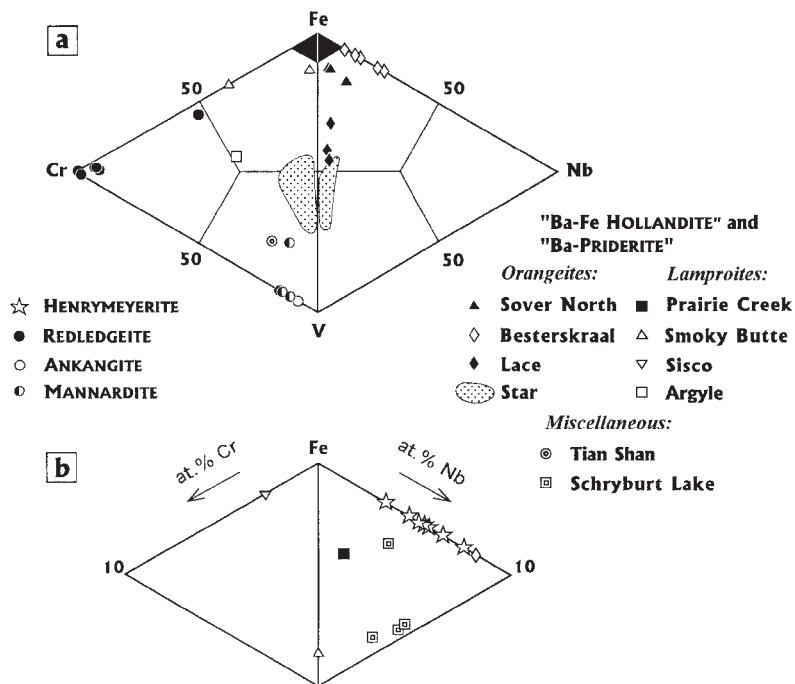 a
Fe
50
50
Cr
Nb
50
50
V
"Ba-Fe HOLLANDITE" and
"Ba-PRIDERITE"
Orangeites:
Lamproites:
HENRYMEYERITE
REDLEDGEITE
ANKANGITE
MANNARDITE
Sover North
Besterskraal
Lace
Star
Prairie Creek
Smoky Butte
Sisco
Argyle
Miscellaneous:
Tian Shan
Schryburt Lake
b
Fe
at.% Cr
at.% Nb
10
10